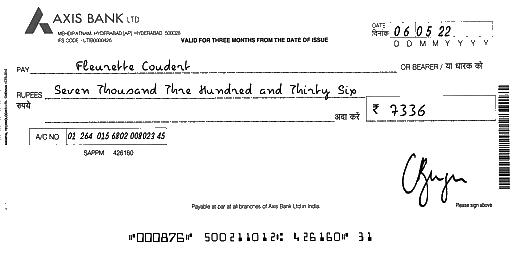 AXIS BANK LTD
MEHDIPATNAM, HYDERABAD [AP] HYDERABAD 500028
IFS CODE - UTIB0000426
VALID FOR THREE MONTHS FROM THE DATE OF ISSUE
DATE दिनांक 06 05 22
D D M M Y Y Y Y
PAY Fleurette Coudert OR BEARER / या धारक को
RUPEES Seven Thousand Thre Hundred and Thirty Six
रुपये अदा करें ₹ 7336
A/C NO 01 264 015 6802 008023 45
SAPPM 426160
Payable at par at all branches of Axis Bank Ltd in India.
Please sign above
⑈000876⑈ 500211012⑆ 426160⑈ 31